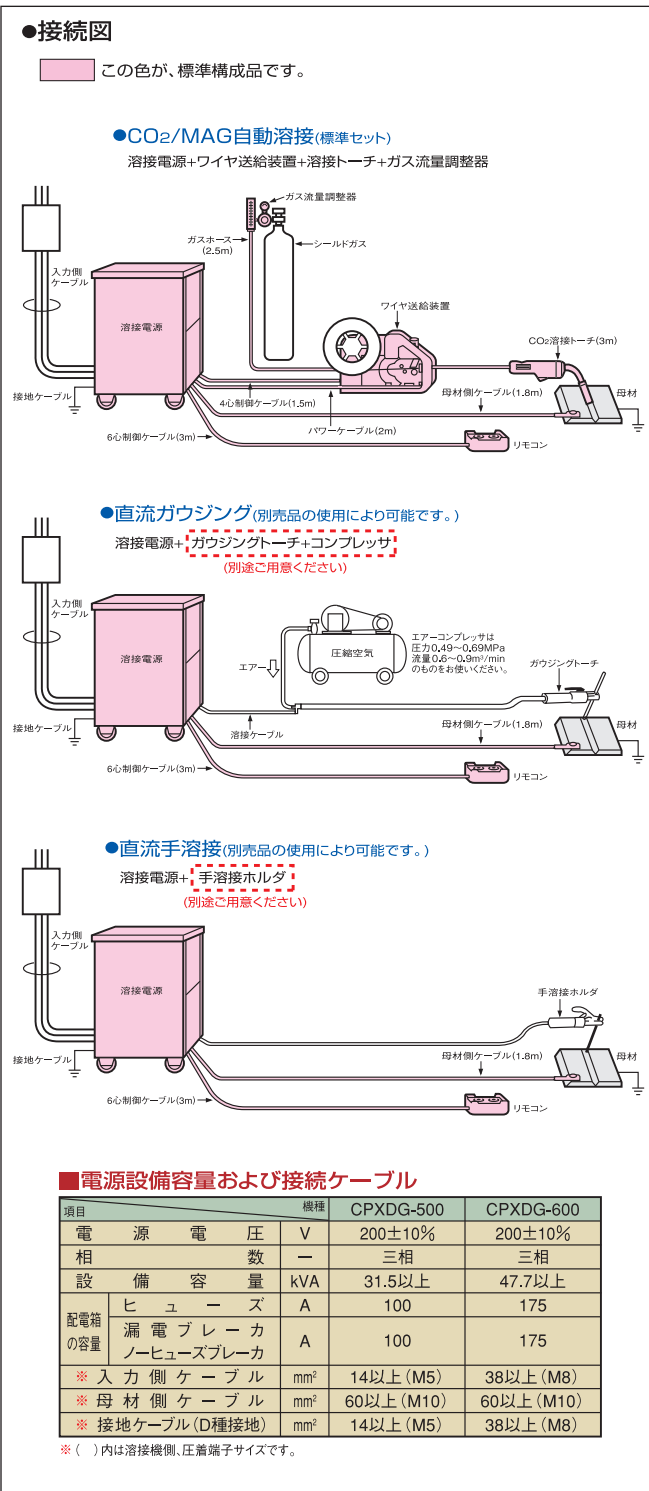 ●接続図
この色が、標準構成品です。
●CO2/MAG自動溶接(標準セット)
溶接電源+ワイヤ送給装置+溶接トーチ+ガス流量調整器
ガス流量調整器
ガスホース
(2.5m)
シールドガス
入力側
ケーブル
溶接電源
ワイヤ送給装置
CO2溶接トーチ(3m)
接地ケーブル
4心制御ケーブル(1.5m)
母材側ケーブル(1.8m)
母材
6心制御ケーブル(3m)
パワーケーブル(2m)
リモコン
●直流ガウジング(別売品の使用により可能です。)
溶接電源+ガウジングトーチ+コンプレッサ
(別途ご用意ください)
入力側
ケーブル
溶接電源
エアー
圧縮空気
エアーコンプレッサは
圧力0.49~0.69MPa
流量0.6~0.9m³/min
のものをお使いください。
ガウジングトーチ
接地ケーブル
溶接ケーブル
母材側ケーブル(1.8m)
母材
6心制御ケーブル(3m)
リモコン
●直流手溶接(別売品の使用により可能です。)
溶接電源+手溶接ホルダ
(別途ご用意ください)
入力側
ケーブル
溶接電源
手溶接ホルダ
接地ケーブル
母材側ケーブル(1.8m)
母材
6心制御ケーブル(3m)
リモコン
■電源設備容量および接続ケーブル
項目 機種 CPXDG-500 CPXDG-600
電源電圧 V 200±10% 200±10%
相数 ー 三相 三相
設備容量 kVA 31.5以上 47.7以上
配電箱の容量 ヒューズ A 100 175
漏電ブレーカ ノーヒューズブレーカ A 100 175
※入力側ケーブル mm² 14以上(M5) 38以上(M8)
※母材側ケーブル mm² 60以上(M10) 60以上(M10)
※接地ケーブル(D種接地) mm² 14以上(M5) 38以上(M8)
※( )内は溶接機側、圧着端子サイズです。